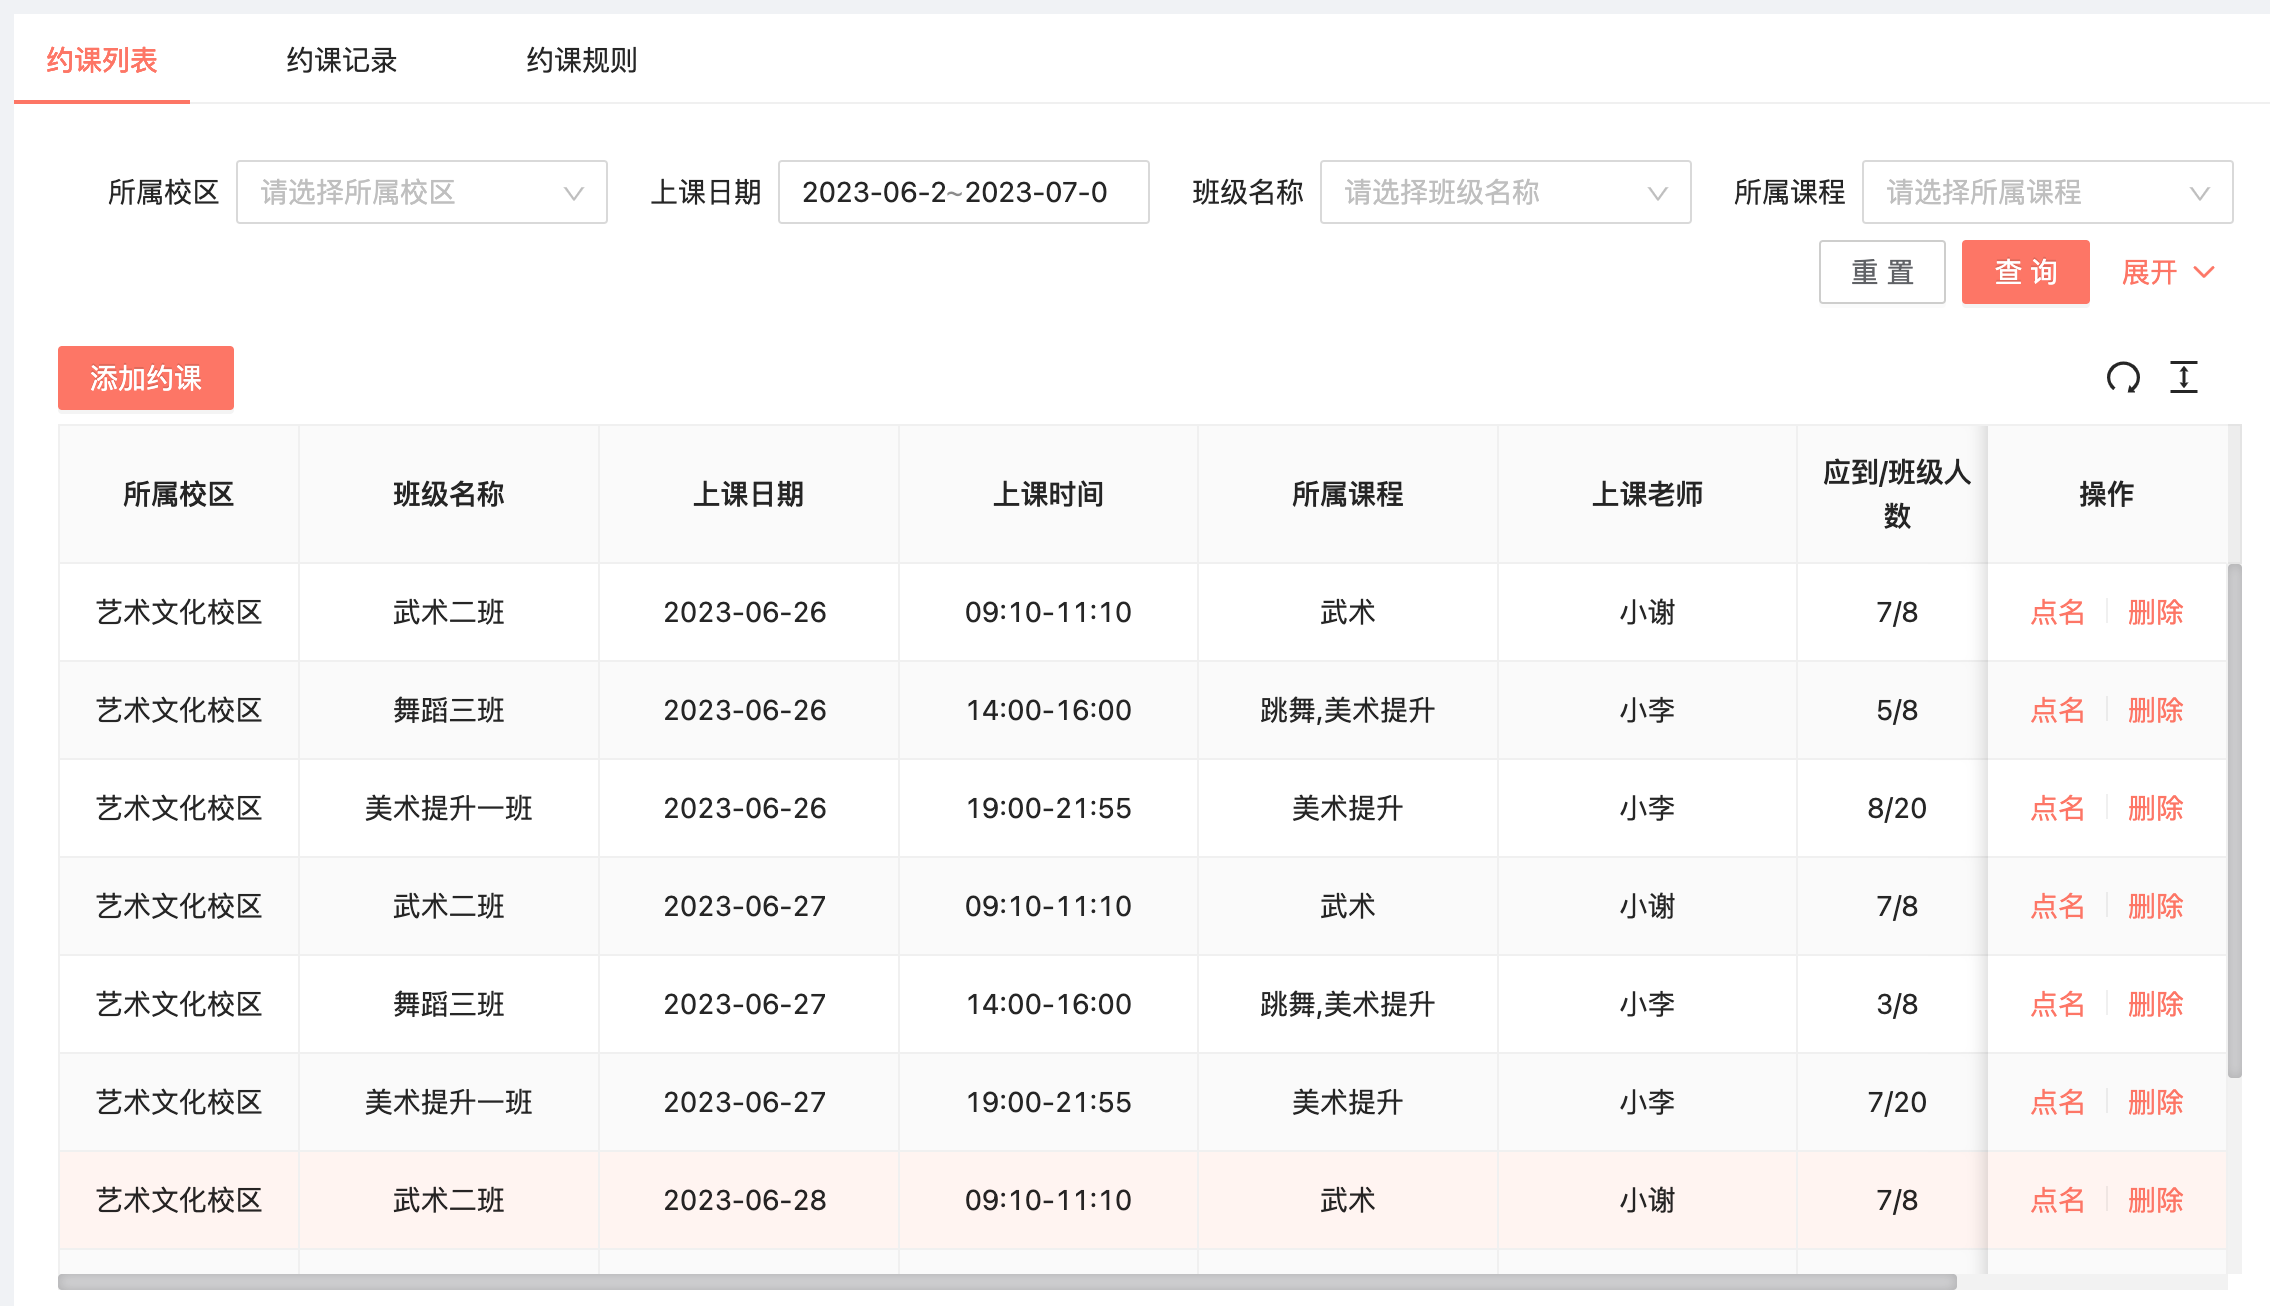 约课列表 约课记录 约课规则
所属校区 请选择所属校区 上课日期 2023-06-2~2023-07-0 班级名称 请选择班级名称 所属课程 请选择所属课程
重 置 查 询 展开
添加约课
所属校区 班级名称 上课日期 上课时间 所属课程 上课老师 应到/班级人数 操作
艺术文化校区 武术二班 2023-06-26 09:10-11:10 武术 小谢 7/8 点名 删除
艺术文化校区 舞蹈三班 2023-06-26 14:00-16:00 跳舞,美术提升 小李 5/8 点名 删除
艺术文化校区 美术提升一班 2023-06-26 19:00-21:55 美术提升 小李 8/20 点名 删除
艺术文化校区 武术二班 2023-06-27 09:10-11:10 武术 小谢 7/8 点名 删除
艺术文化校区 舞蹈三班 2023-06-27 14:00-16:00 跳舞,美术提升 小李 3/8 点名 删除
艺术文化校区 美术提升一班 2023-06-27 19:00-21:55 美术提升 小李 7/20 点名 删除
艺术文化校区 武术二班 2023-06-28 09:10-11:10 武术 小谢 7/8 点名 删除